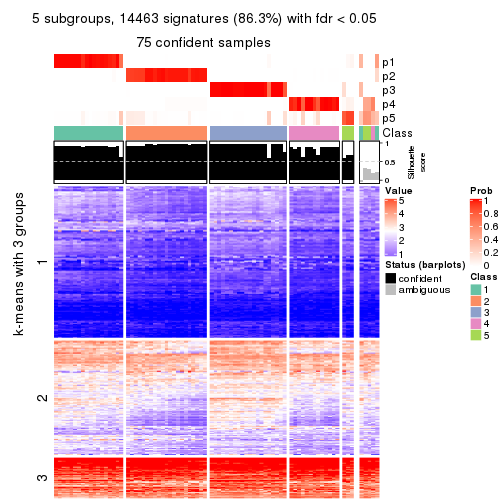 5 subgroups, 14463 signatures (86.3%) with fdr < 0.05
75 confident samples
p1
p2
p3
p4
p5
Class
1
0.5
0
Silhouette
score
k-means with 3 groups
1
2
3
Value
5
4
3
2
1
Status (barplots)
confident
ambiguous
Prob
1
0.8
0.6
0.4
0.2
0
Class
1
2
3
4
5